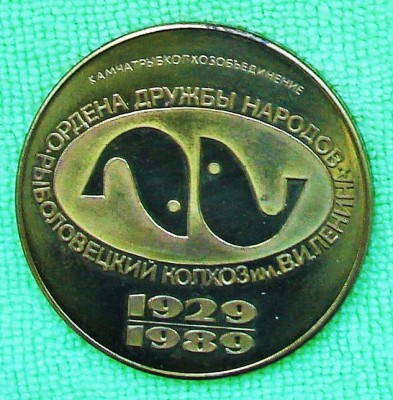 КАМЧАТРЫБКОЛХОЗОБЪЕДИНЕНИЕ
ОРДЕНА ДРУЖБЫ НАРОДОВ
РЫБОЛОВЕЦКИЙ КОЛХОЗ им. В.И. ЛЕНИНА
1929
1989